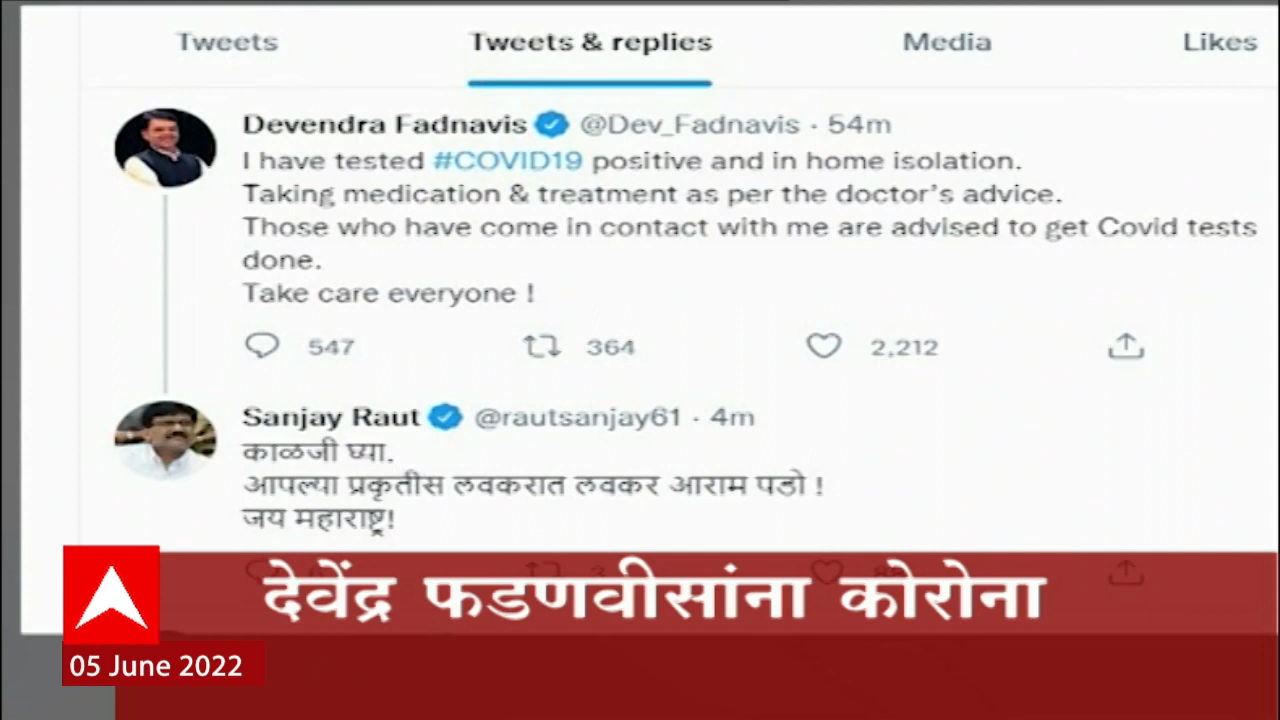 Tweets
Tweets & replies
Media
Likes
Devendra Fadnavis @Dev_Fadnavis · 54m
I have tested #COVID19 positive and in home isolation.
Taking medication & treatment as per the doctor's advice.
Those who have come in contact with me are advised to get Covid tests
done.
Take care everyone !
547
364
2,212
Sanjay Raut @rautsanjay61 · 4m
काळजी घ्या.
आपल्या प्रकृतीस लवकरात लवकर आराम पडो !
जय महाराष्ट्र!
देवेंद्र फडणवीसांना कोरोना
05 June 2022